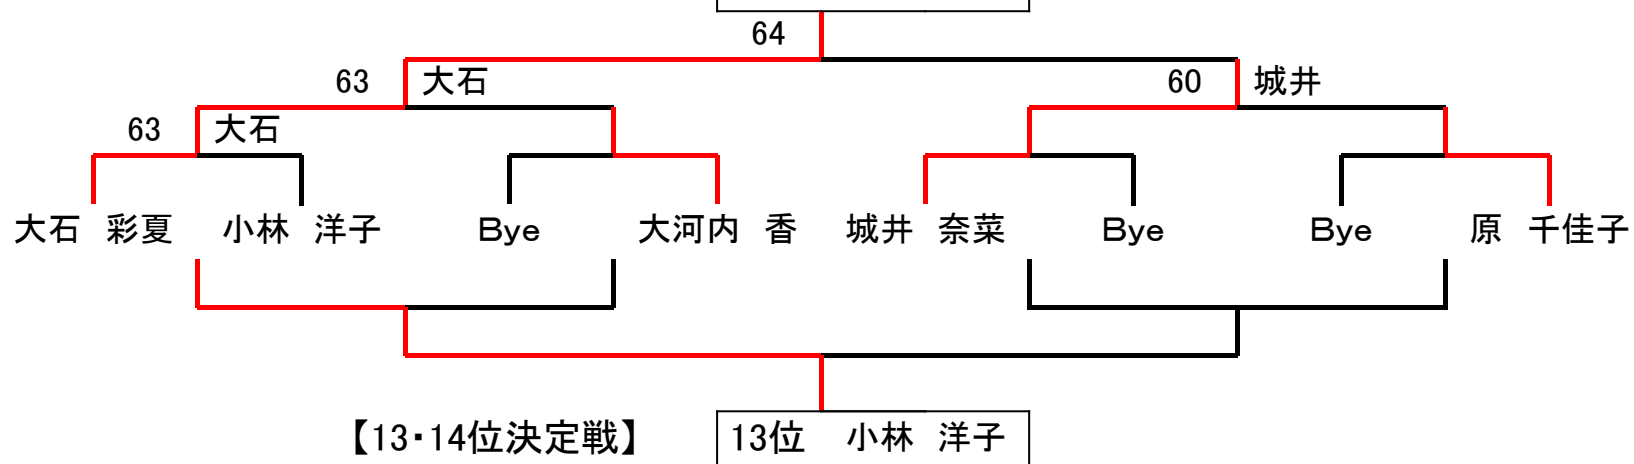 64
63 大石 60 城井
63 大石
大石 彩夏 小林 洋子 Bye 大河内 香 城井 奈菜 Bye Bye 原 千佳子
【13・14位決定戦】 13位 小林 洋子